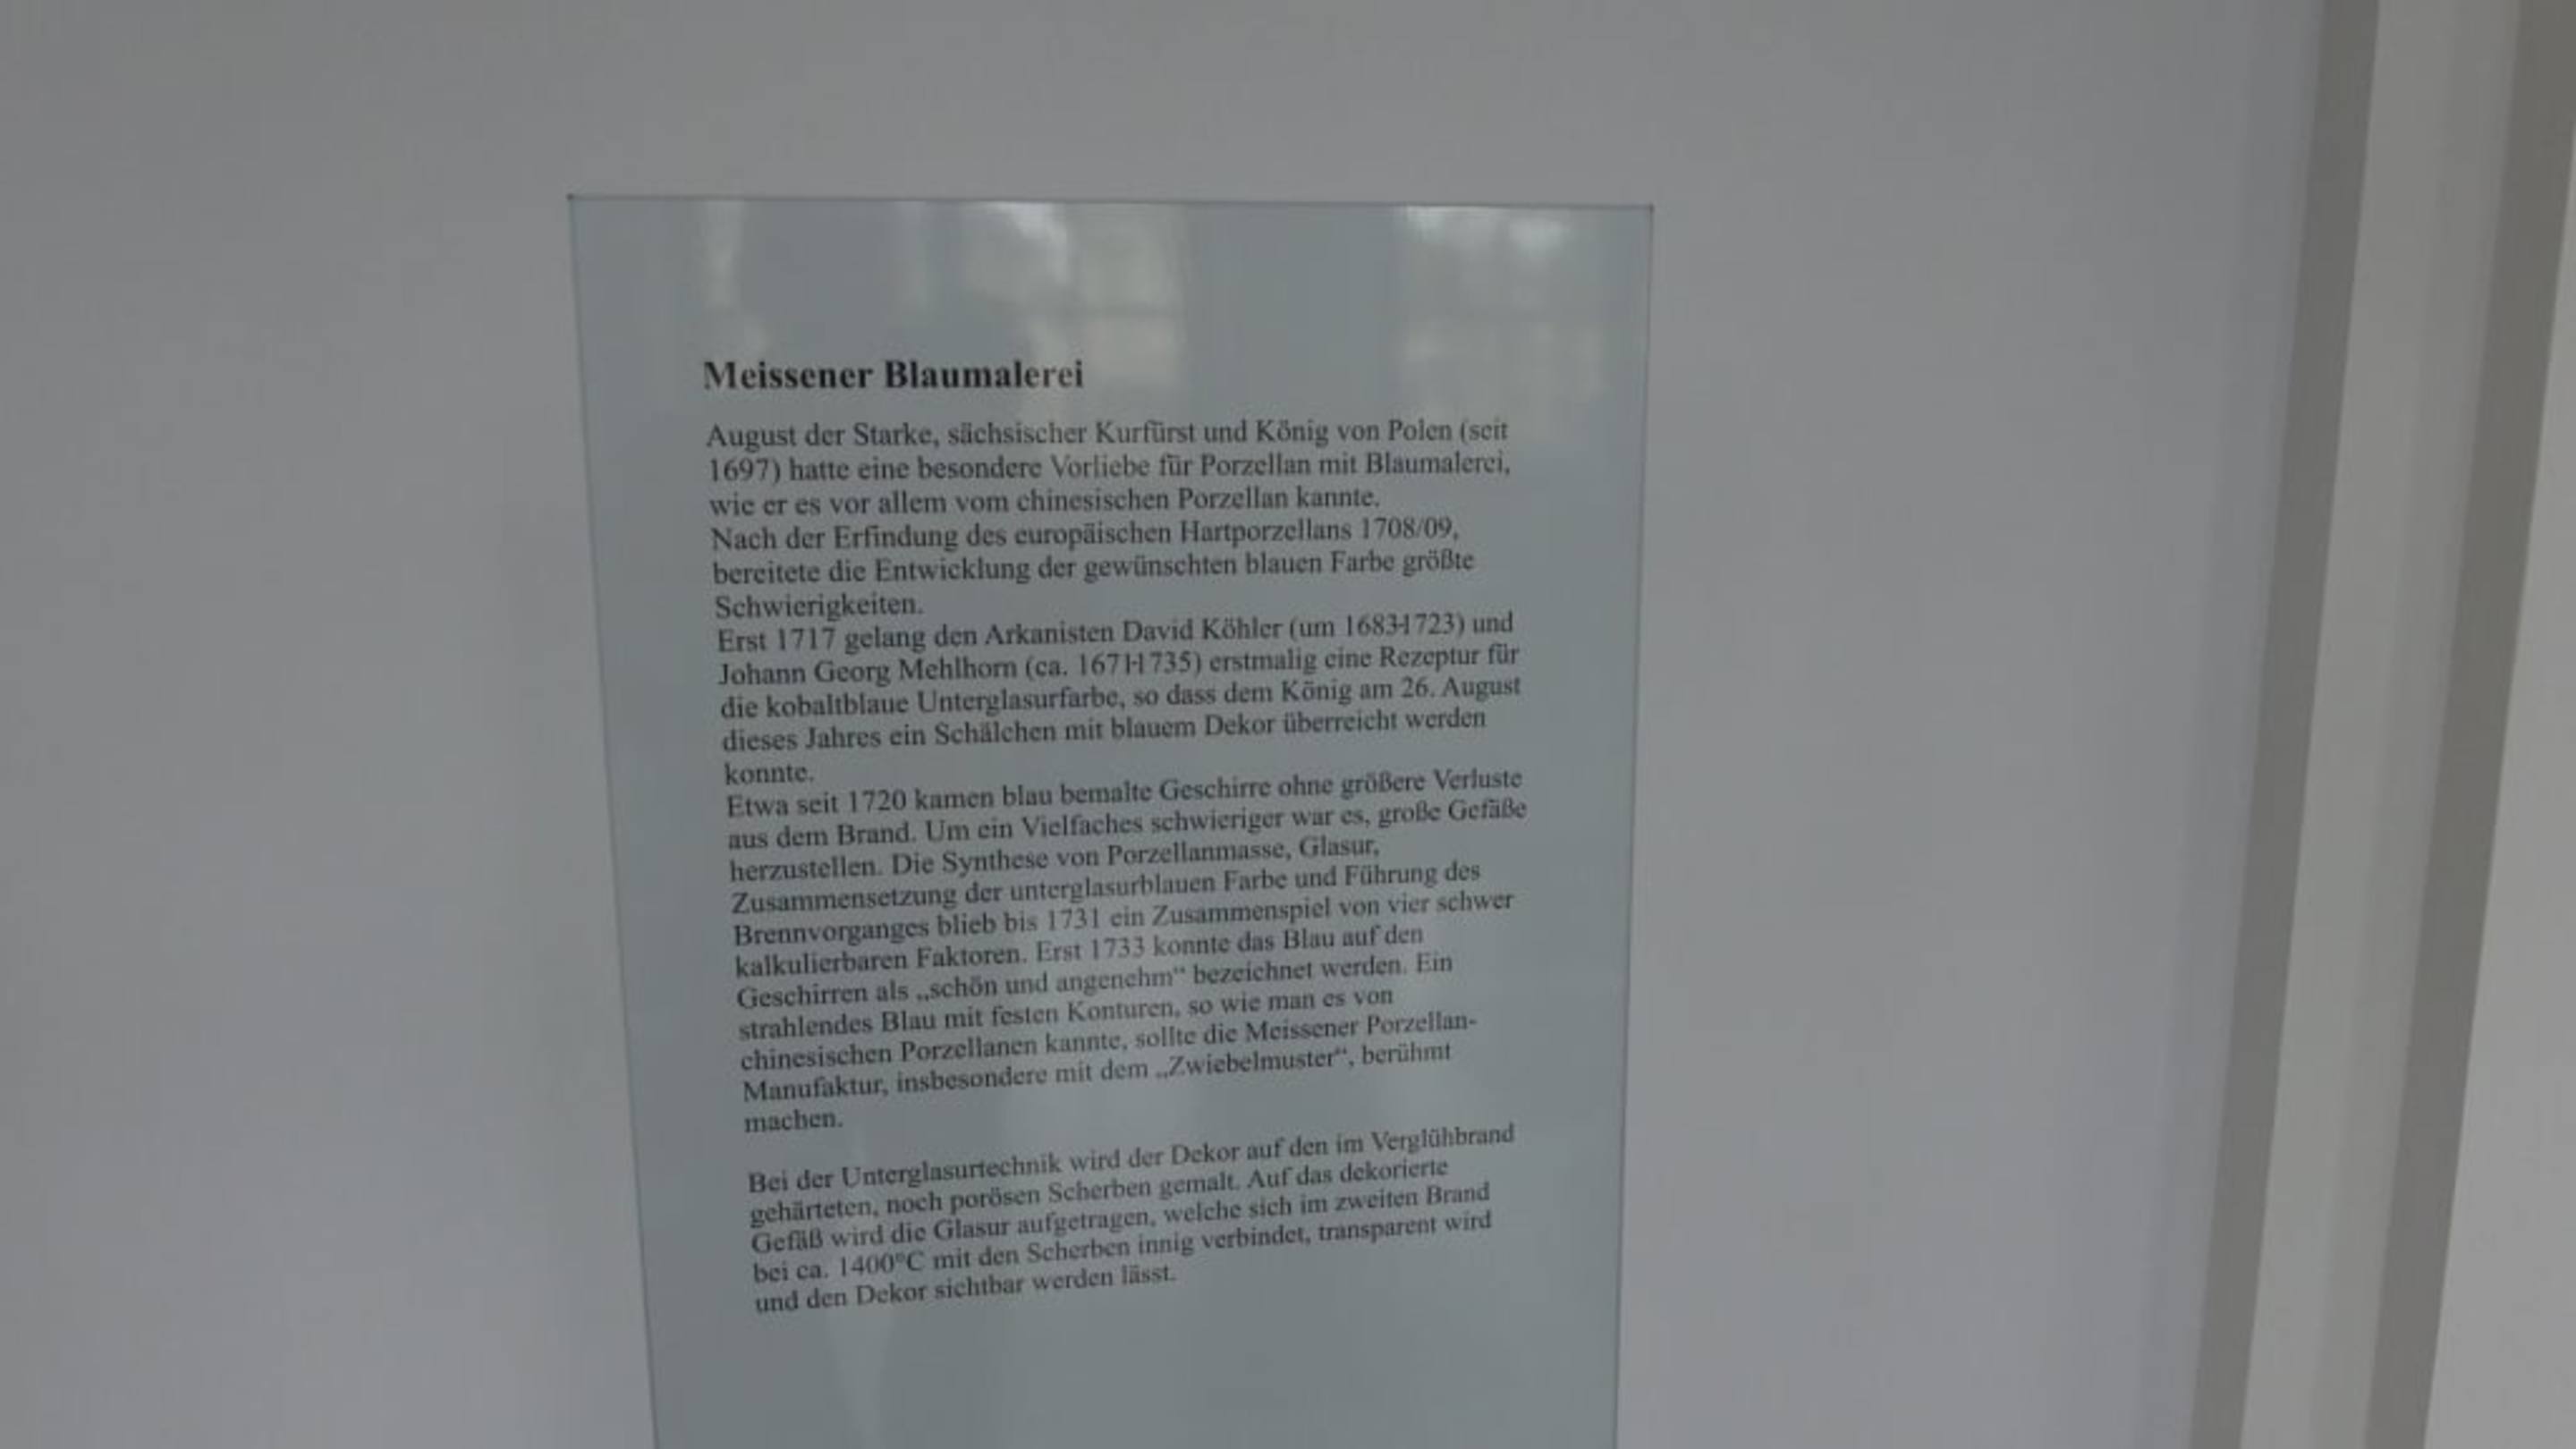 Meissener Blaumalerei
August der Starke, sächsischer Kurfürst und König von Polen (seit
1697) hatte eine besondere Vorliebe für Porzellan mit Blaumalerei,
wie er es vor allem vom chinesischen Porzellan kannte.
Nach der Erfindung des europäischen Hartporzellans 1708/09,
bereitete die Entwicklung der gewünschten blauen Farbe größte
Schwierigkeiten.
Erst 1717 gelang den Arkanisten David Köhler (um 1683-1723) und
Johann Georg Mehlhorn (ca. 1671-1735) erstmalig eine Rezeptur für
die kobaltblaue Unterglasurfarbe, so dass dem König am 26. August
dieses Jahres ein Schälchen mit blauem Dekor überreicht werden
konnte.
Etwa seit 1720 kamen blau bemalte Geschirre ohne größere Verluste
aus dem Brand. Um ein Vielfaches schwieriger war es, große Gefäße
herzustellen. Die Synthese von Porzellanmasse, Glasur,
Zusammensetzung der unterglasurblauen Farbe und Führung des
Brennvorganges blieb bis 1731 ein Zusammenspiel von vier schwer
kalkulierbaren Faktoren. Erst 1733 konnte das Blau auf den
Geschirren als „schön und angenehm“ bezeichnet werden. Ein
strahlendes Blau mit festen Konturen, so wie man es von
chinesischen Porzellanen kannte, sollte die Meissener Porzellan-
Manufaktur, insbesondere mit dem „Zwiebelmuster“, berühmt
machen.
Bei der Unterglasurtechnik wird der Dekor auf den im Verglühbrand
gehärteten, noch porösen Scherben gemalt. Auf das dekorierte
Gefäß wird die Glasur aufgetragen, welche sich im zweiten Brand
bei ca. 1400°C mit den Scherben innig verbindet, transparent wird
und den Dekor sichtbar werden lässt.